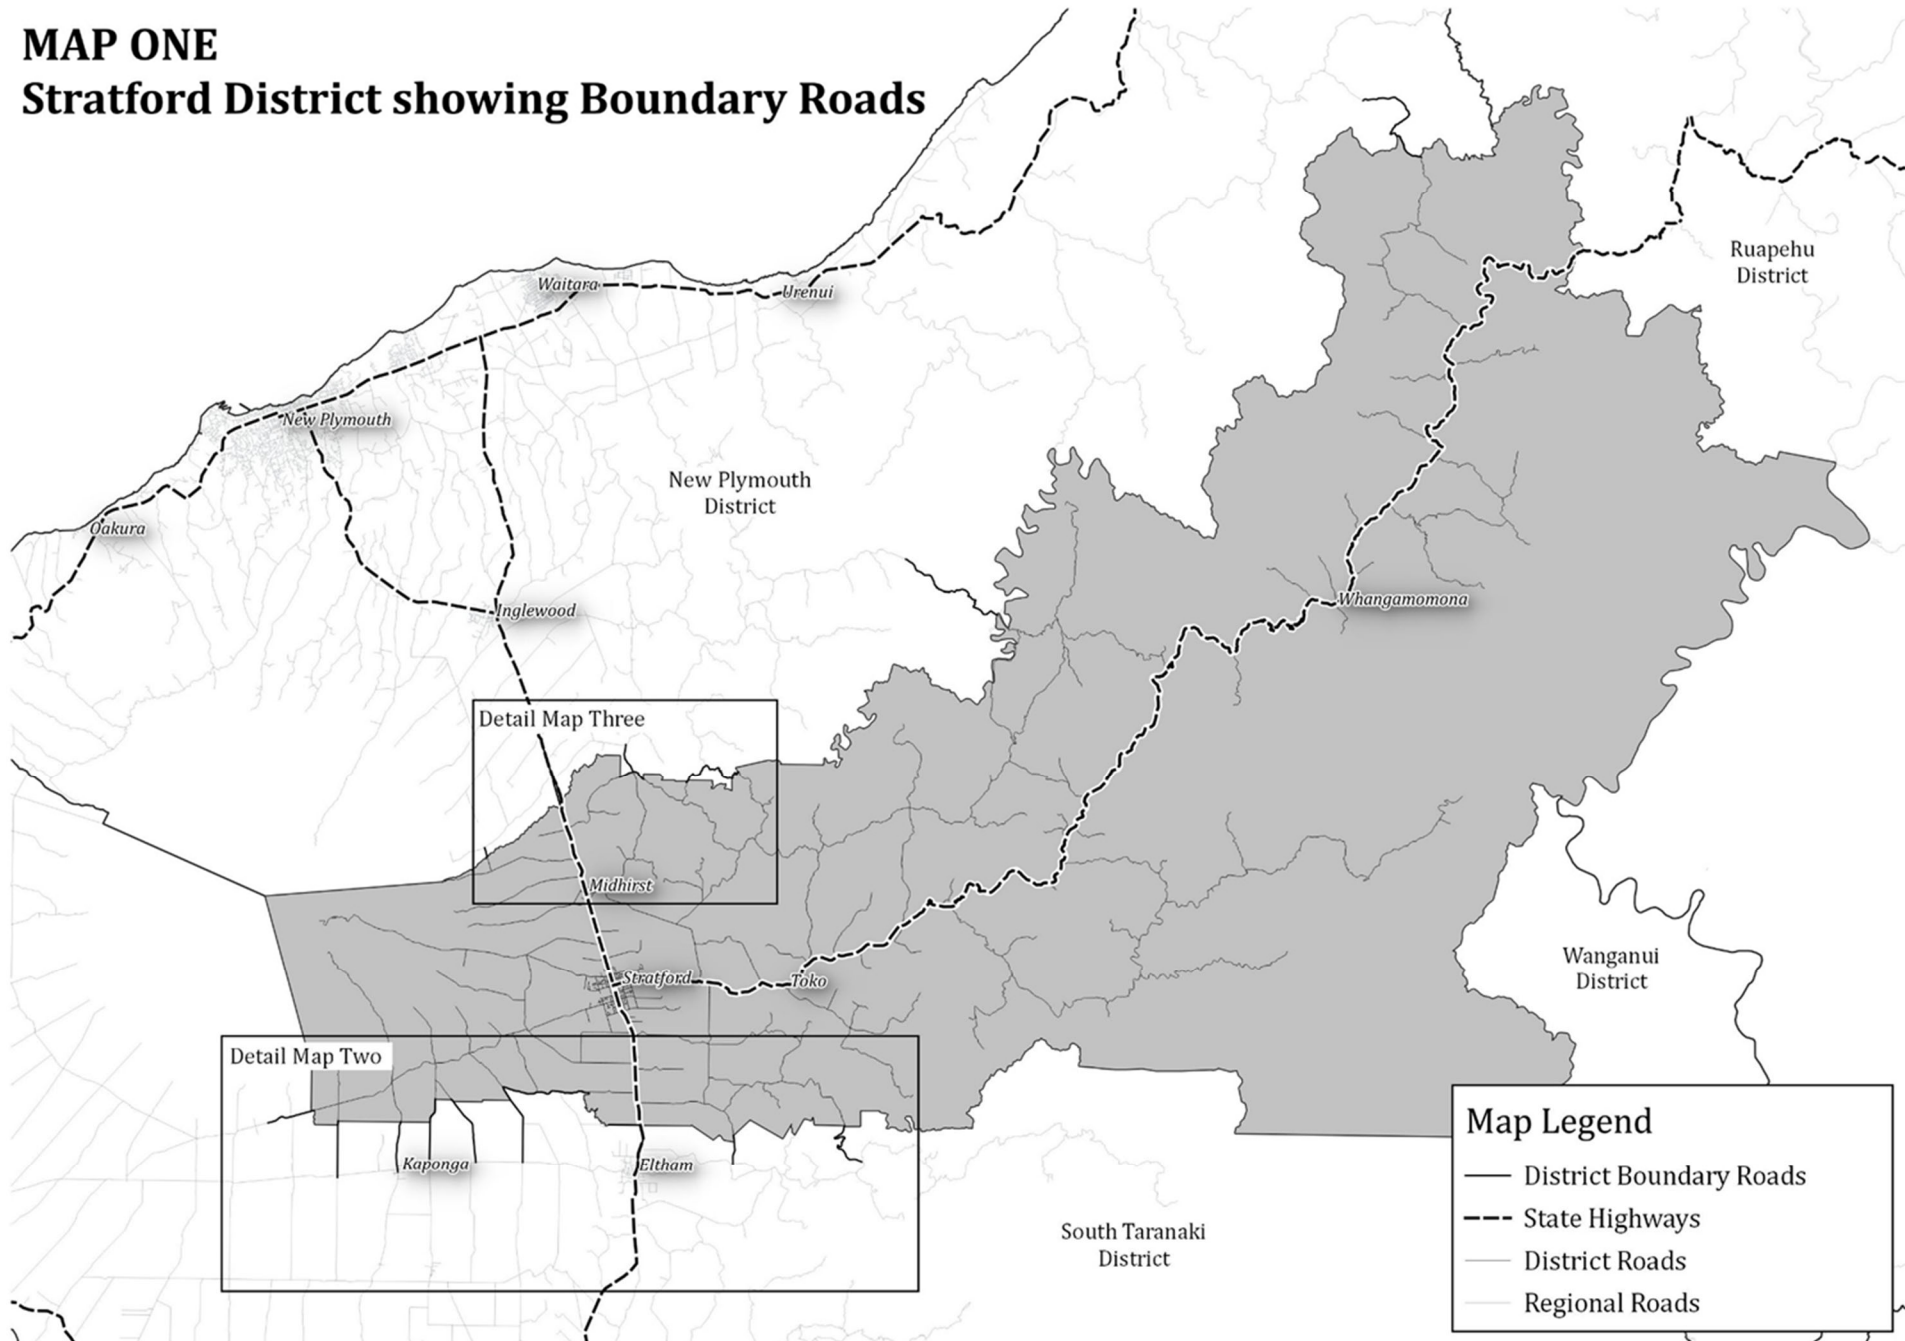 MAP ONE
Stratford District showing Boundary Roads
Ruapehu
District
Waitara
Urenui
New Plymouth
New Plymouth
District
Oakura
Inglewood
Whangamomona
Detail Map Three
Midhirst
Wanganui
District
Stratford
Toko
Detail Map Two
Kaponga
Eltham
South Taranaki
District
Map Legend
District Boundary Roads
State Highways
District Roads
Regional Roads